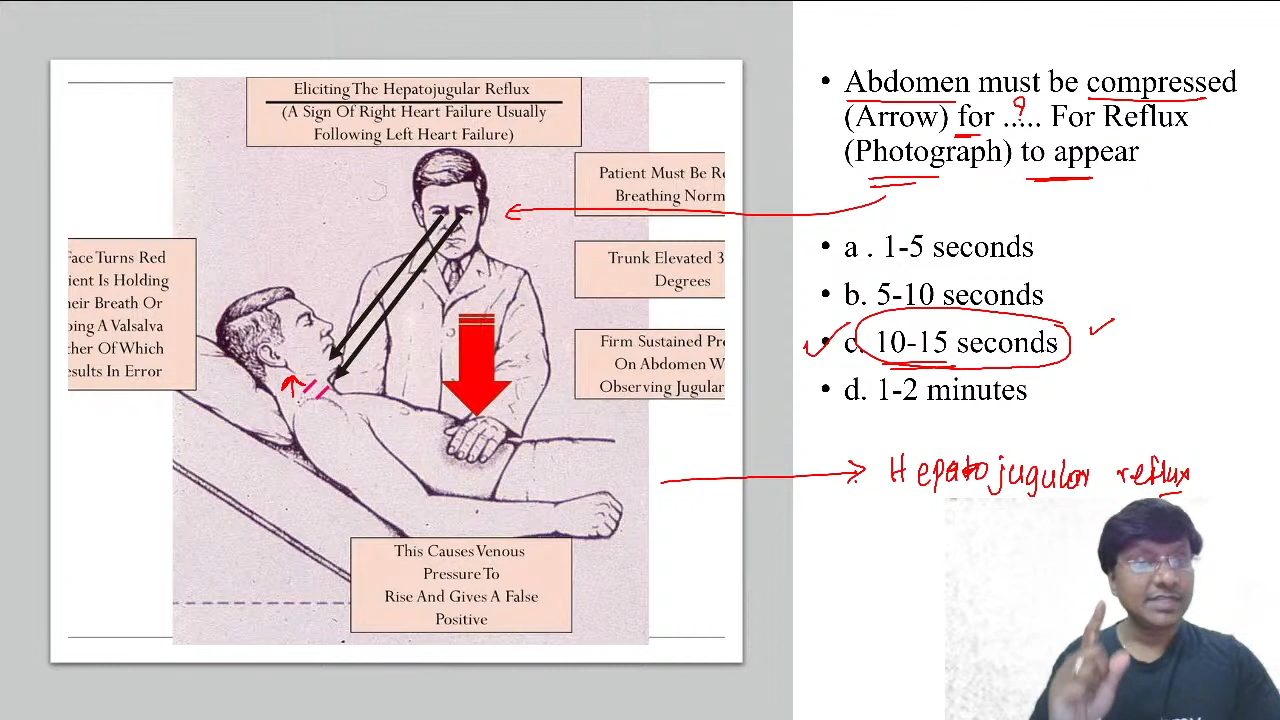 Eliciting The Hepatojugular Reflux
(A Sign Of Right Heart Failure Usually
Following Left Heart Failure)
Patient Must Be Re
Breathing Norm
Face Turns Red
ient Is Holding
eir Breath Or
ing A Valsalva
ther Of Which
esults In Error
Trunk Elevated 3
Degrees
Firm Sustained Pre
On Abdomen W
Observing Jugular
This Causes Venous
Pressure To
Rise And Gives A False
Positive
• Abdomen must be compressed
(Arrow) for ..... For Reflux
?
(Photograph) to appear
• a . 1-5 seconds
• b. 5-10 seconds
• c. 10-15 seconds
• d. 1-2 minutes
Hepatojugular reflux